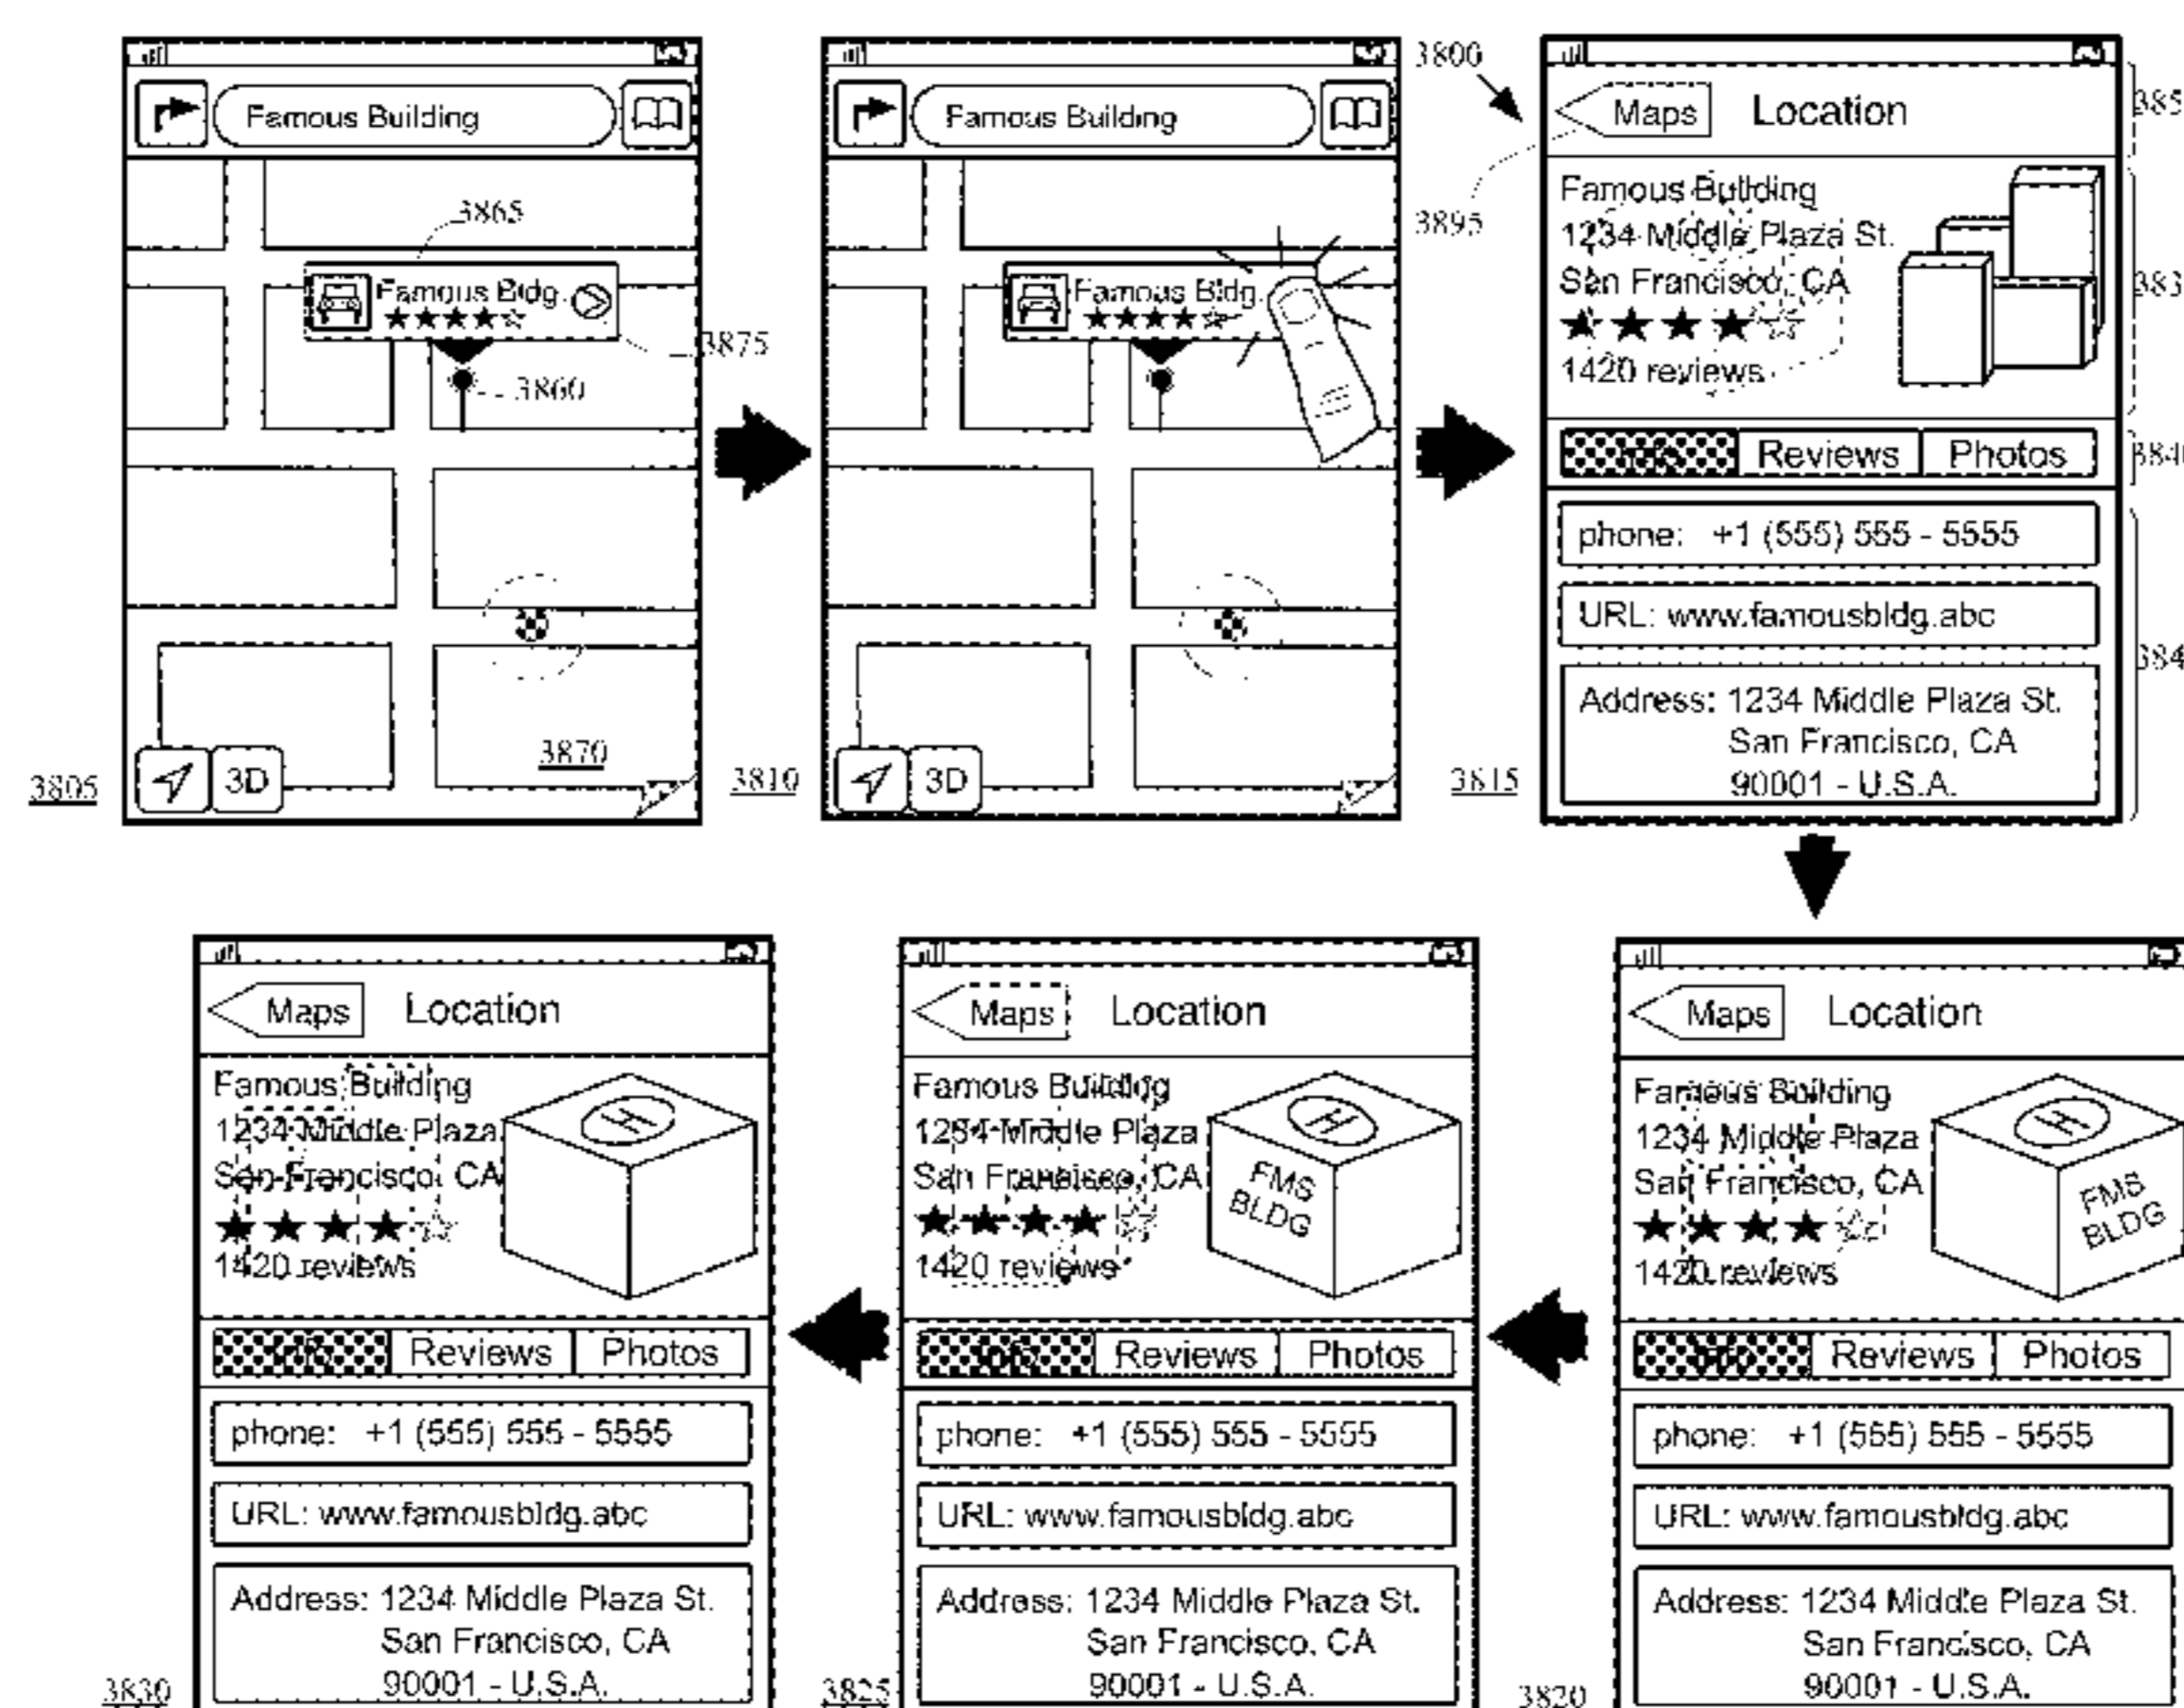 Famous Building
3865
Famous Bldg.
3875
3860
3870
3D
3805
Famous Building
Famous Bldg.
3D
3810
3800
3895
Maps Location
Famous Building
1234 Middle Plaza St.
San Francisco, CA
1420 reviews
Reviews Photos
phone: +1 (555) 555 - 5555
URL: www.famousbldg.abc
Address: 1234 Middle Plaza St.
San Francisco, CA
90001 - U.S.A.
3815
Maps Location
Famous Building
1234 Middle Plaza
San Francisco, CA
1420 reviews
H
Reviews Photos
phone: +1 (555) 555 - 5555
URL: www.famousbldg.abc
Address: 1234 Middle Plaza St.
San Francisco, CA
90001 - U.S.A.
3830
Maps Location
Famous Building
1234 Middle Plaza
San Francisco, CA
1420 reviews
H
FMS
BLDG
Reviews Photos
phone: +1 (555) 555 - 5555
URL: www.famousbldg.abc
Address: 1234 Middle Plaza St.
San Francisco, CA
90001 - U.S.A.
3825
Maps Location
Famous Building
1234 Middle Plaza
San Francisco, CA
1420 reviews
H
FMS
BLDG
Reviews Photos
phone: +1 (555) 555 - 5555
URL: www.famousbldg.abc
Address: 1234 Middle Plaza St.
San Francisco, CA
90001 - U.S.A.
3820